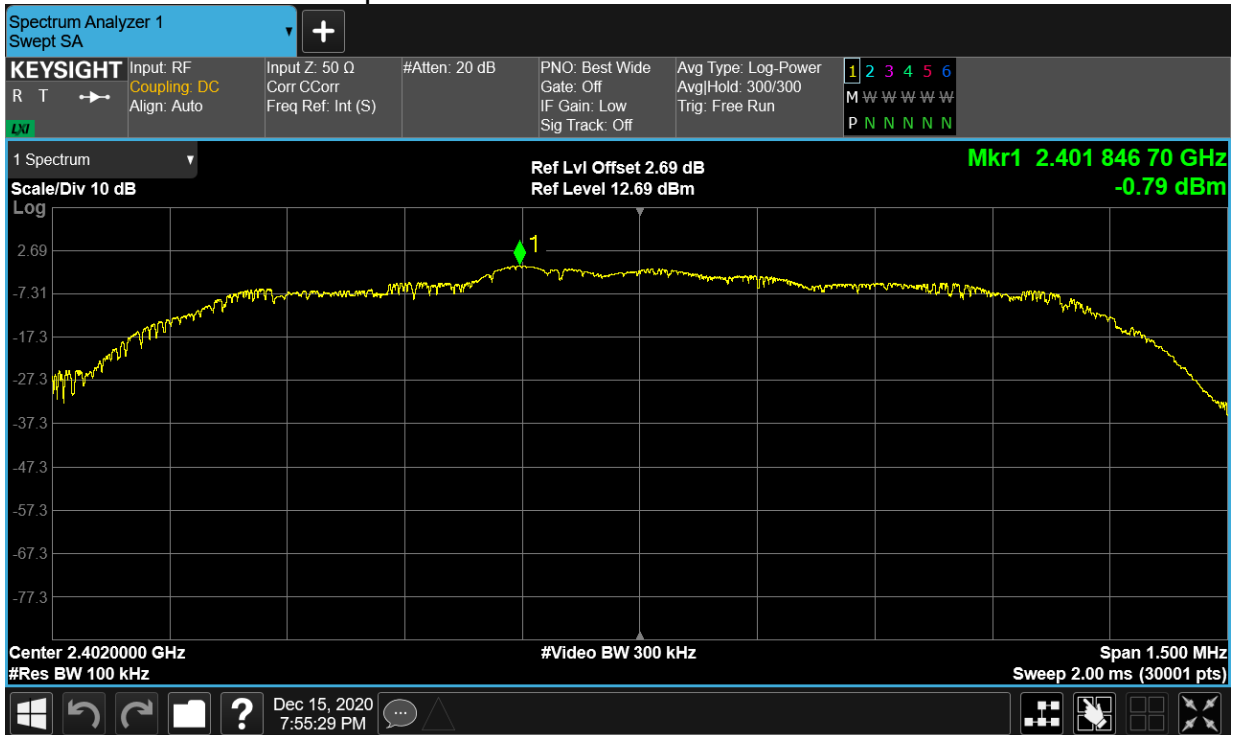 Spectrum Analyzer 1
Swept SA
+
KEYSIGHT
R T
LXI
Input: RF
Coupling: DC
Align: Auto
Input Z: 50 Ω
Corr CCorr
Freq Ref: Int (S)
#Atten: 20 dB
PNO: Best Wide
Gate: Off
IF Gain: Low
Sig Track: Off
Avg Type: Log-Power
Avg|Hold: 300/300
Trig: Free Run
1 2 3 4 5 6
M W W W W W
P N N N N N
1 Spectrum
Scale/Div 10 dB
Log
Ref Lvl Offset 2.69 dB
Ref Level 12.69 dBm
Mkr1 2.401 846 70 GHz
-0.79 dBm
1
2.69
-7.31
-17.3
-27.3
-37.3
-47.3
-57.3
-67.3
-77.3
Center 2.4020000 GHz
#Res BW 100 kHz
#Video BW 300 kHz
Span 1.500 MHz
Sweep 2.00 ms (30001 pts)
?
Dec 15, 2020
7:55:29 PM